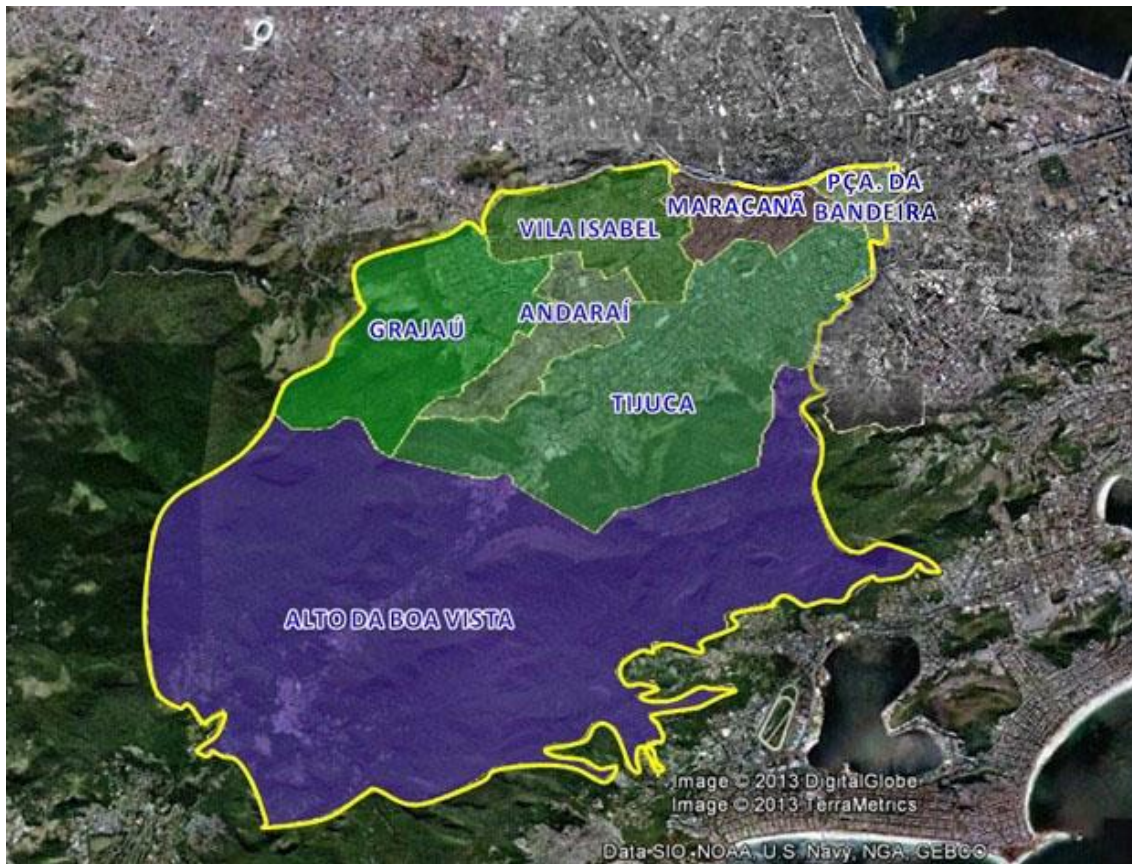 PÇA. DA
BANDEIRA
MARACANÃ
VILA ISABEL
ANDARAÍ
GRAJAÚ
TIJUCA
ALTO DA BOA VISTA
Image © 2013 DigitalGlobe
Image © 2013 TerraMetrics
Data SIO, NOAA, U.S. Navy, NGA, GEBCO